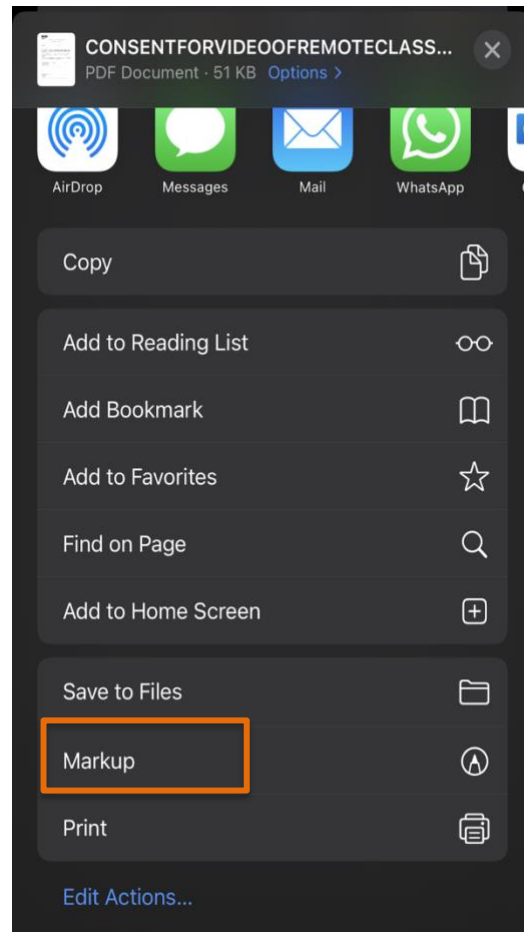 CONSENTFORVIDEOOFREMOTECLASS...
PDF Document · 51 KB Options >
AirDrop Messages Mail WhatsApp
Copy
Add to Reading List
Add Bookmark
Add to Favorites
Find on Page
Add to Home Screen
Save to Files
Markup
Print
Edit Actions...